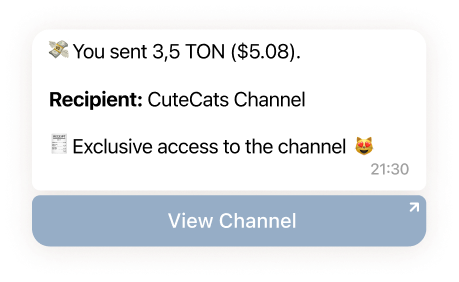 💸 You sent 3,5 TON ($5.08).
Recipient: CuteCats Channel
🧾 Exclusive access to the channel 😻
21:30
View Channel